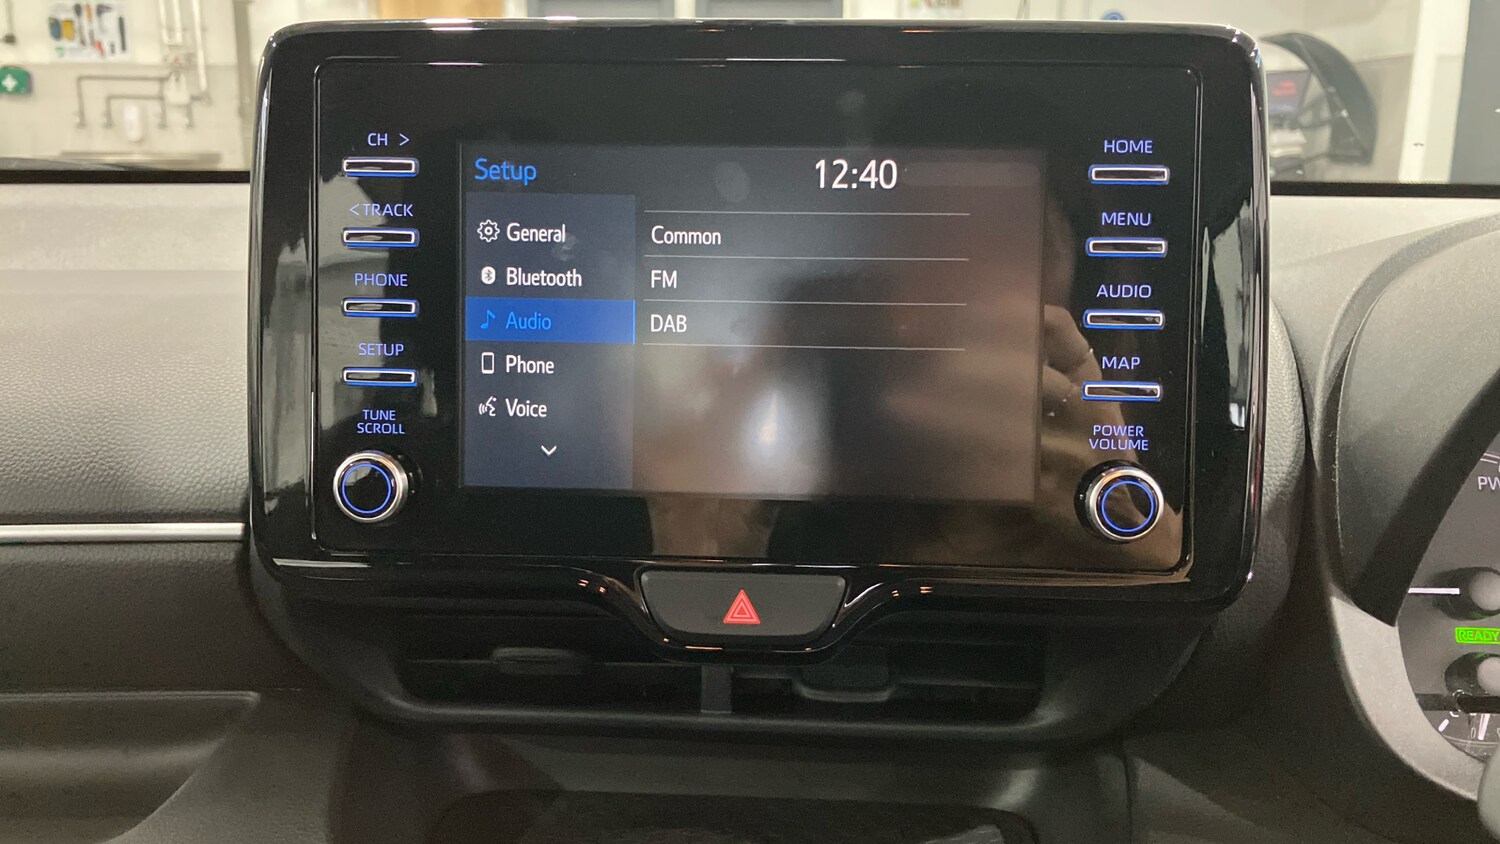 CH >
< TRACK
PHONE
SETUP
TUNE
SCROLL
Setup
12:40
General
Bluetooth
Audio
Phone
Voice
Common
FM
DAB
HOME
MENU
AUDIO
MAP
POWER
VOLUME
READY